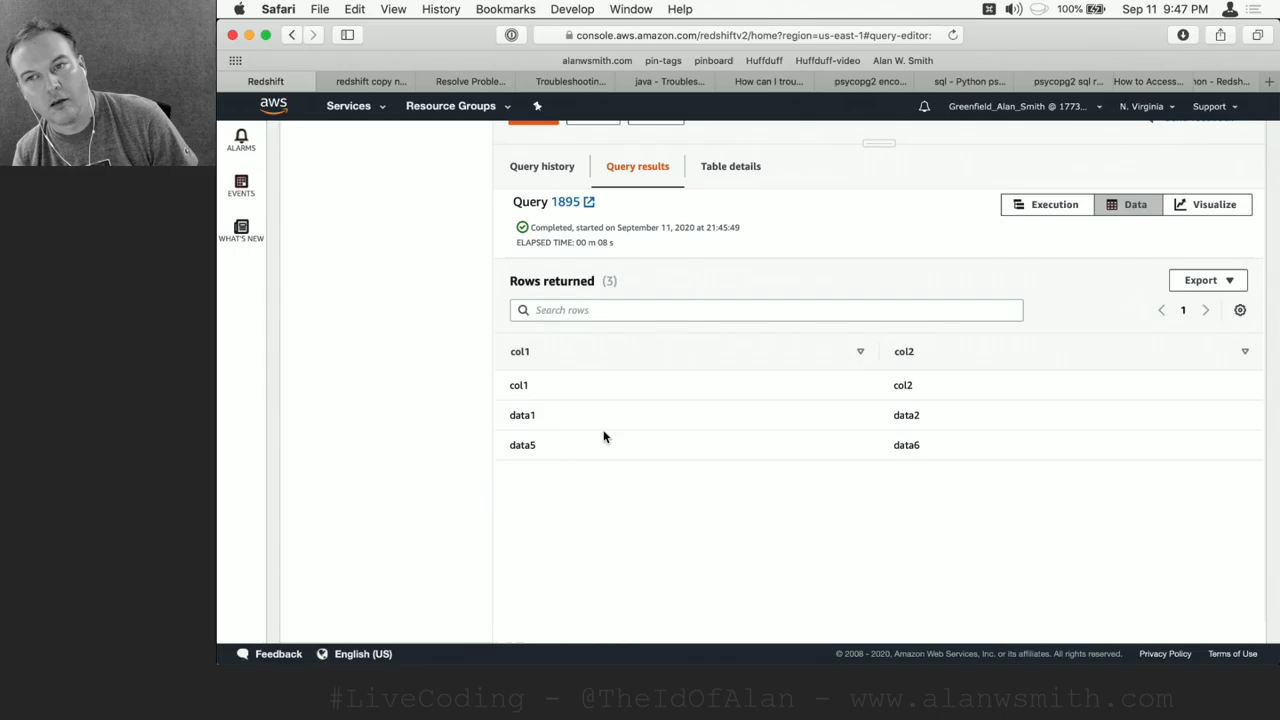 Safari File Edit View History Bookmarks Develop Window Help 100% Sep 11 9:47 PM
console.aws.amazon.com/redshiftv2/home?region=us-east-1#query-editor:
alanwsmith.com pin-tags pinboard Huffduff Huffduff-video Alan W. Smith
Redshift redshift copy n... Resolve Proble... Troubleshootin... java - Troubles... How can I trou... psycopg2 enco... sql - Python ps... psycopg2 sql r... How to Access... hon - Redsh...
aws Services Resource Groups Greenfield_Alan_Smith @ 1773... N. Virginia Support
ALARMS
EVENTS
WHAT'S NEW
Query history Query results Table details
Query 1895
Execution Data Visualize
Completed, started on September 11, 2020 at 21:45:49
ELAPSED TIME: 00 m 08 s
Rows returned (3)
Export
Search rows
1
col1 col2
col1 col2
data1 data2
data5 data6
Feedback English (US) © 2008 - 2020, Amazon Web Services, Inc. or its affiliates. All rights reserved. Privacy Policy Terms of Use
#LiveCoding - @TheIdOfAlan - www.alanwsmith.com